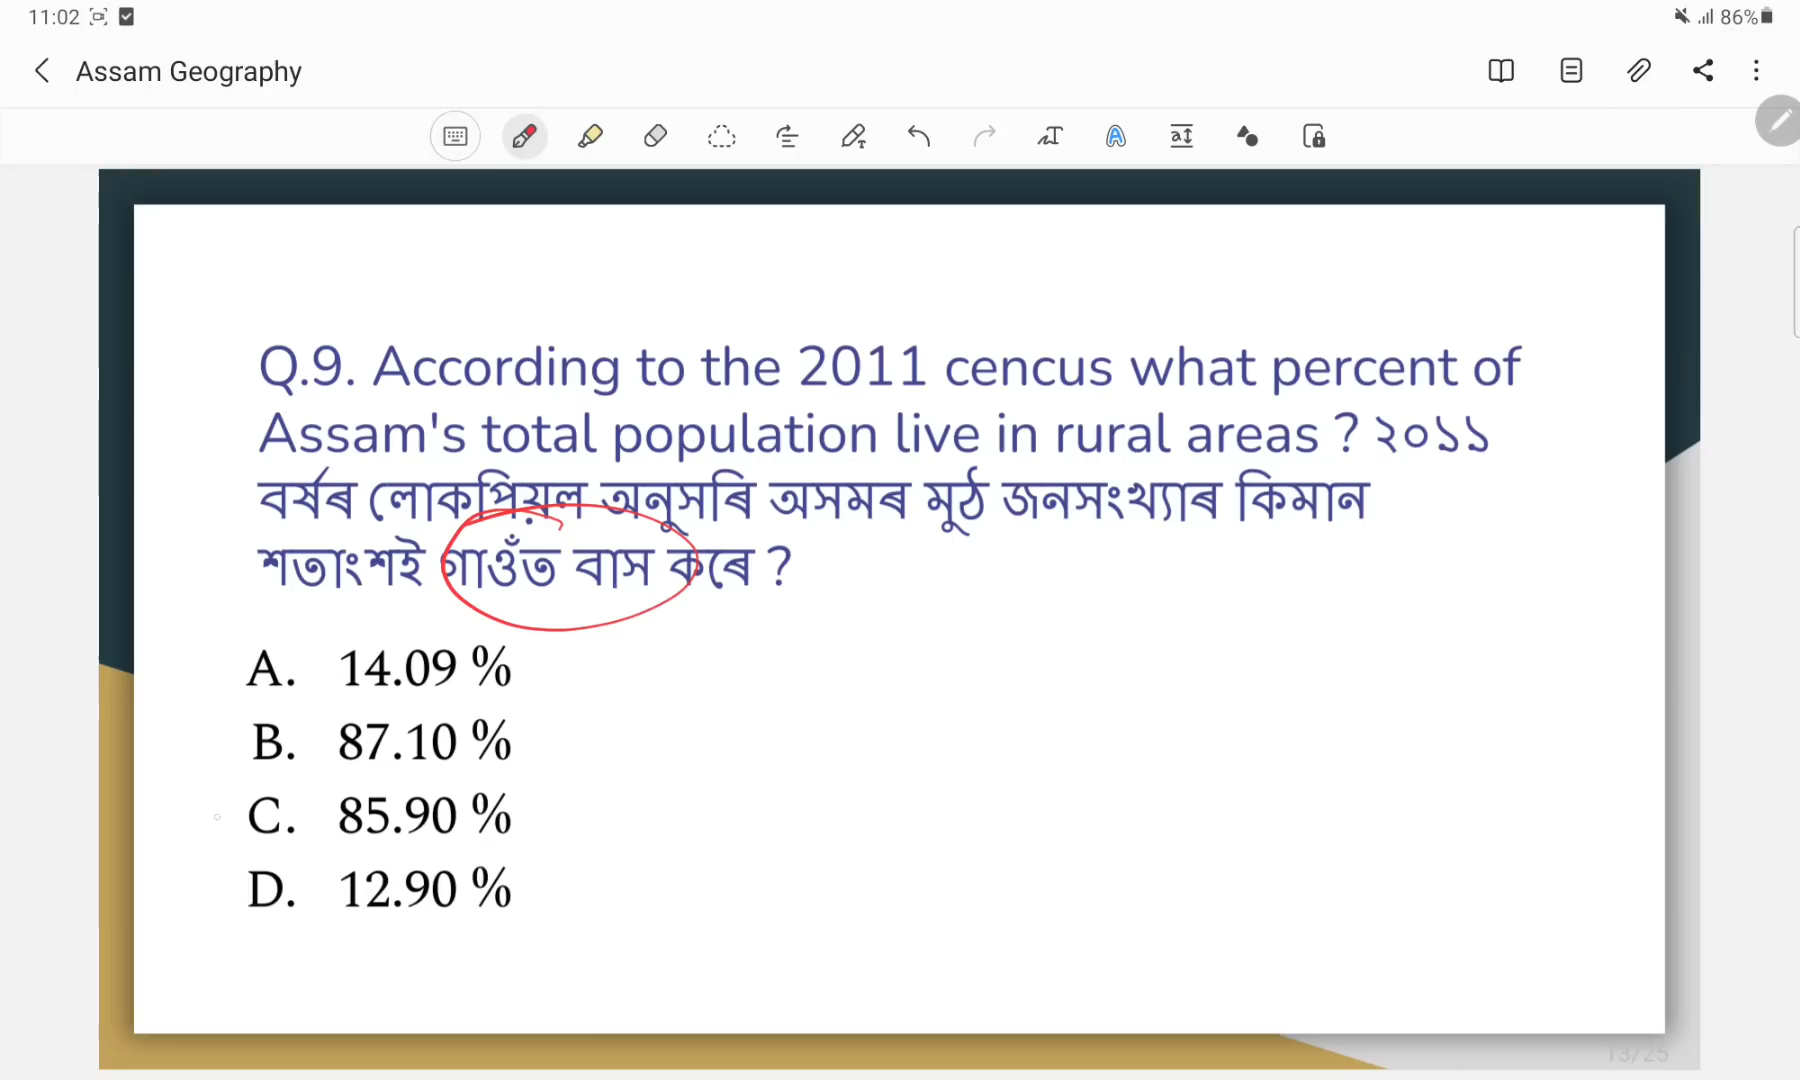 11:02
86%
Assam Geography
Q.9. According to the 2011 cencus what percent of
Assam's total population live in rural areas ? ২০১১
বৰ্ষৰ লোকপিয়ল অনুসৰি অসমৰ মুঠ জনসংখ্যাৰ কিমান
শতাংশই গাওঁত বাস কৰে ?
A. 14.09 %
B. 87.10 %
C. 85.90 %
D. 12.90 %
13/25